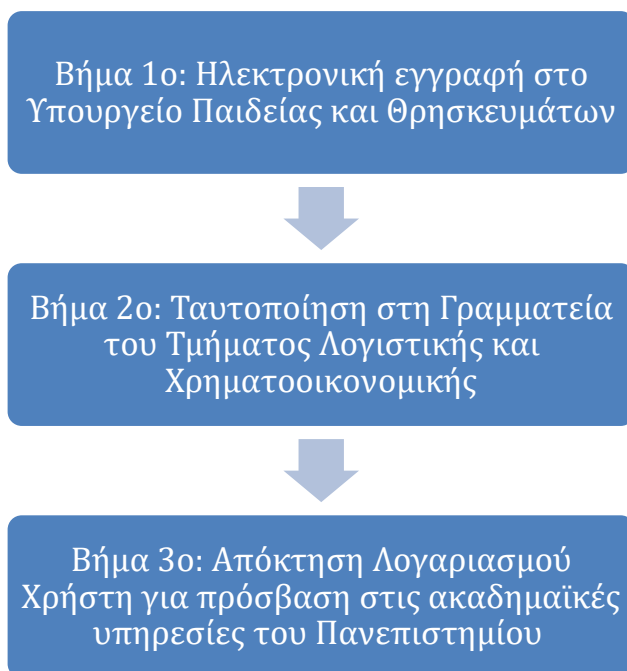 Βήμα 1ο: Ηλεκτρονική εγγραφή στο
Υπουργείο Παιδείας και Θρησκευμάτων
Βήμα 2ο: Ταυτοποίηση στη Γραμματεία
του Τμήματος Λογιστικής και
Χρηματοοικονομικής
Βήμα 3ο: Απόκτηση Λογαριασμού
Χρήστη για πρόσβαση στις ακαδημαϊκές
υπηρεσίες του Πανεπιστημίου